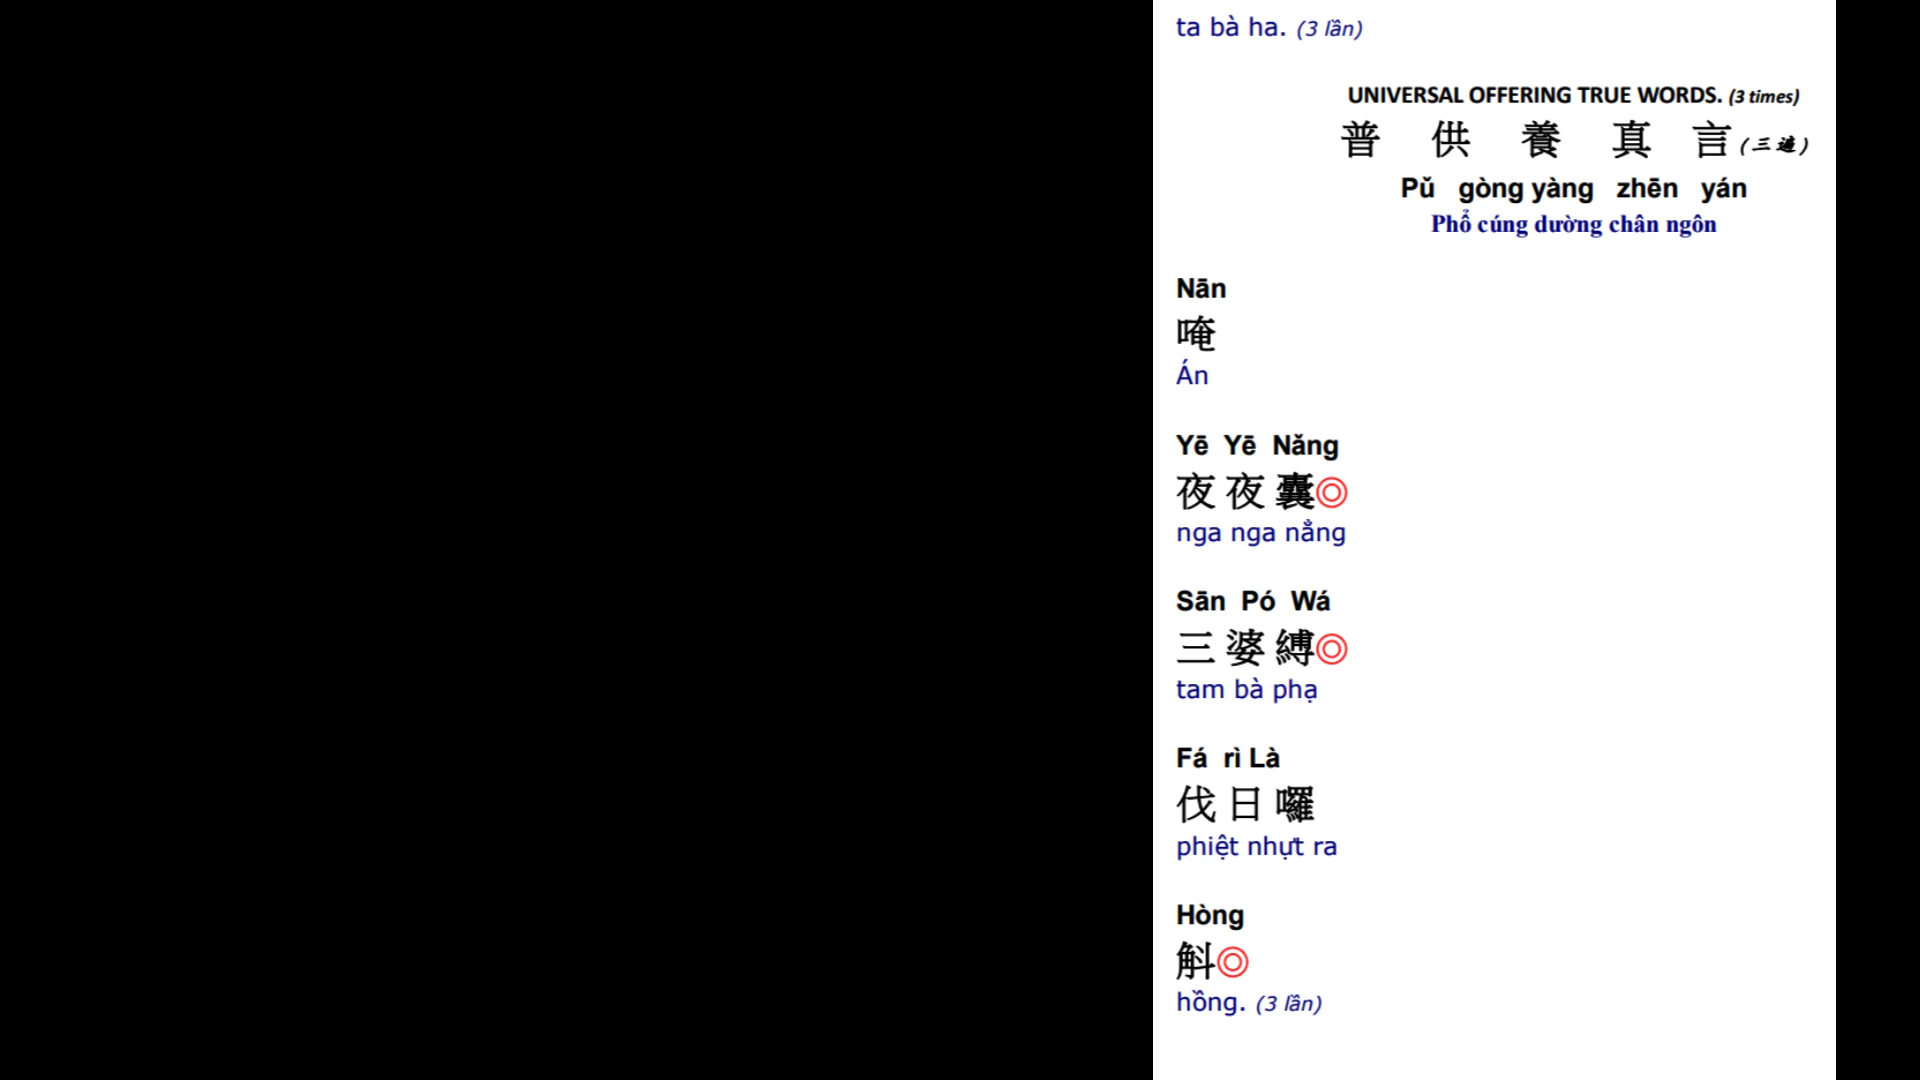 ta bà ha. (3 lần)
UNIVERSAL OFFERING TRUE WORDS. (3 times)
普 供 養 真 言 (三遍)
Pǔ gòng yàng zhēn yán
Phổ cúng dường chân ngôn
Nān
唵
Án
Yē Yē Nǎng
夜 夜 囊◎
nga nga nẳng
Sān Pó Wá
三 婆 縛◎
tam bà phạ
Fá rì Là
伐 日 囉
phiệt nhựt ra
Hòng
斛◎
hồng. (3 lần)